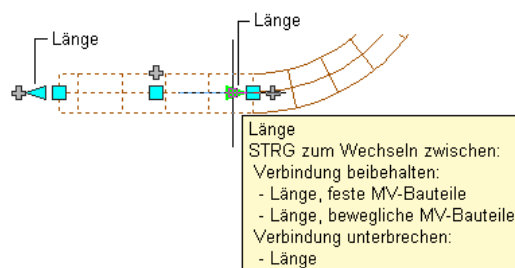 Länge
Länge
Länge
STRG zum Wechseln zwischen:
Verbindung beibehalten:
- Länge, feste MV-Bauteile
- Länge, bewegliche MV-Bauteile
Verbindung unterbrechen:
- Länge